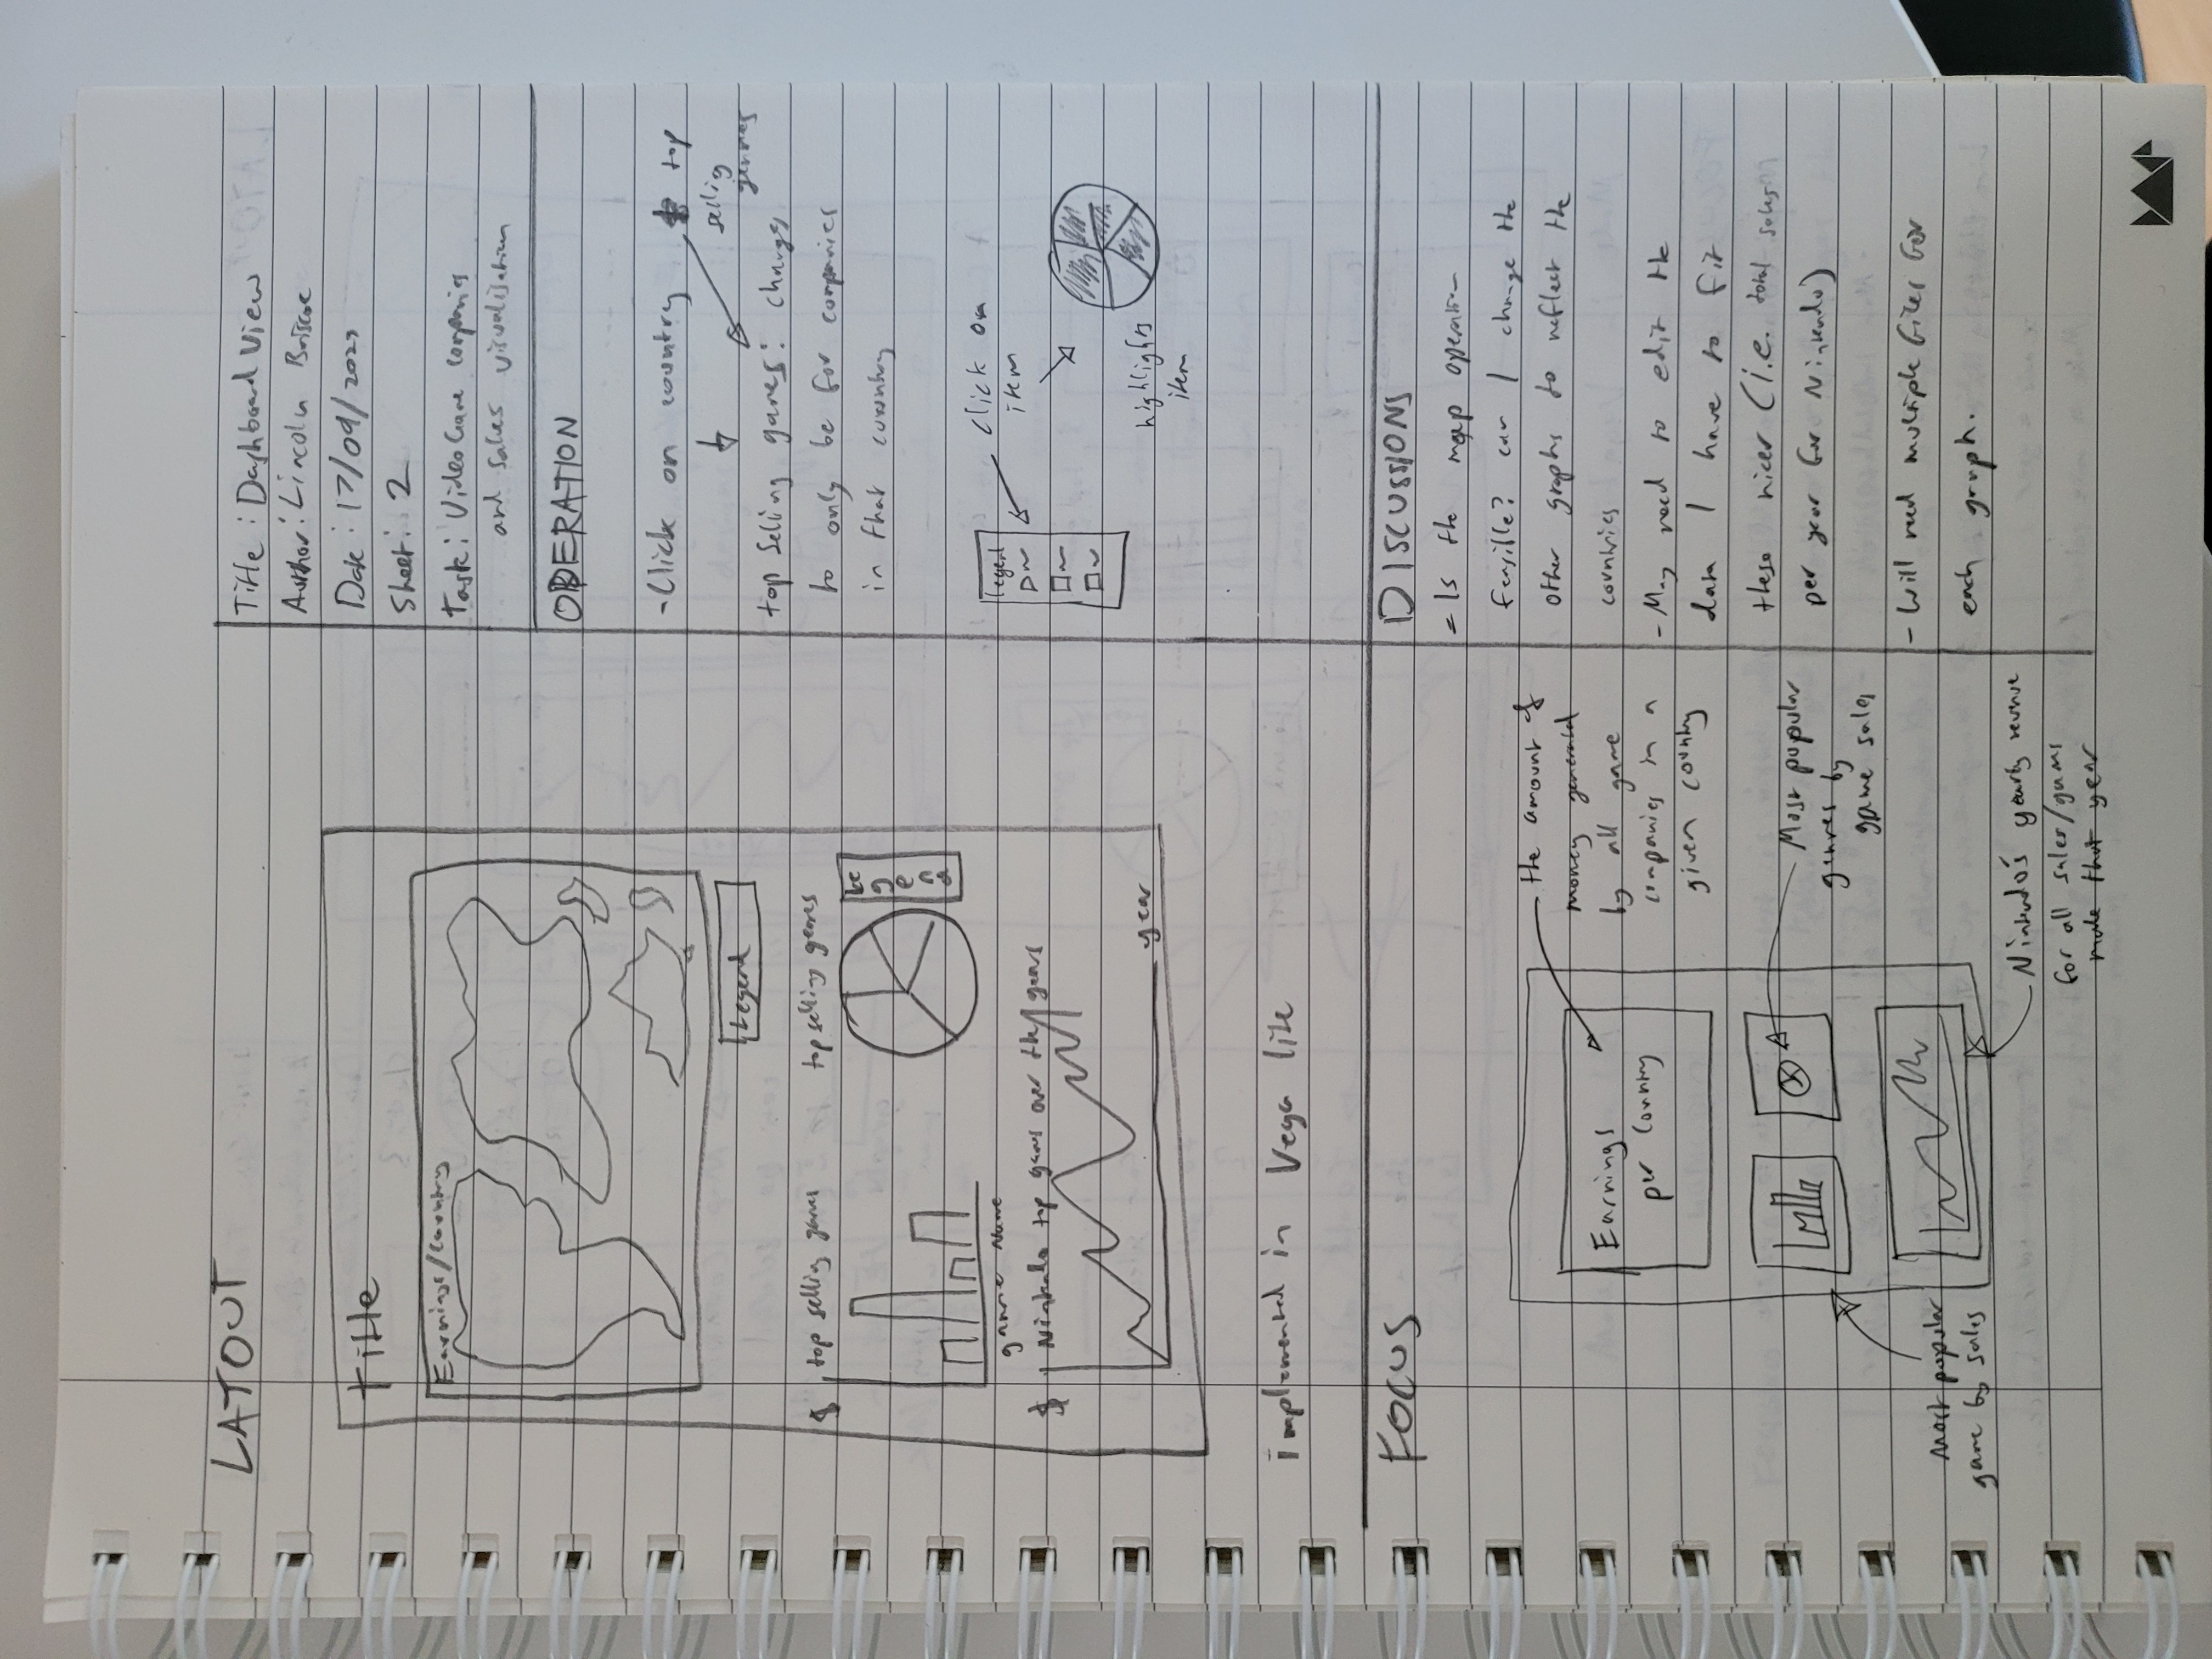 LAYOUT
Title
Earnings/Country
Legend
$ top selling games
game Name
top selling genres
Legend
$ Nintendo top games over the years
year
implemented in Vega lite
Title : Dashboard View
Author: Lincoln Briscoe
Date : 17/09/2023
Sheet: 2
Task: Video Game companies
and sales visualisation
OPERATION
- Click on country
top
sellig
genres
top Selling games: changes
to only be for companies
in that country
legend
Click on
item
highlights
item
FOCUS
Earnings
per Country
the amount of
money generated
by all game
companies in a
given country
Most popular
genres by
game sales
Most popular
game by sales
Nintendo's yearly revenue
for all sales/games
made that year
DISCUSSIONS
- Is the map operation
feasible? can I change the
other graphs to reflect the
countries
- May need to edit the
data I have to fit
these nicer (i.e. total sales
per year for Nintendo)
- Will need multiple files for
each graph.